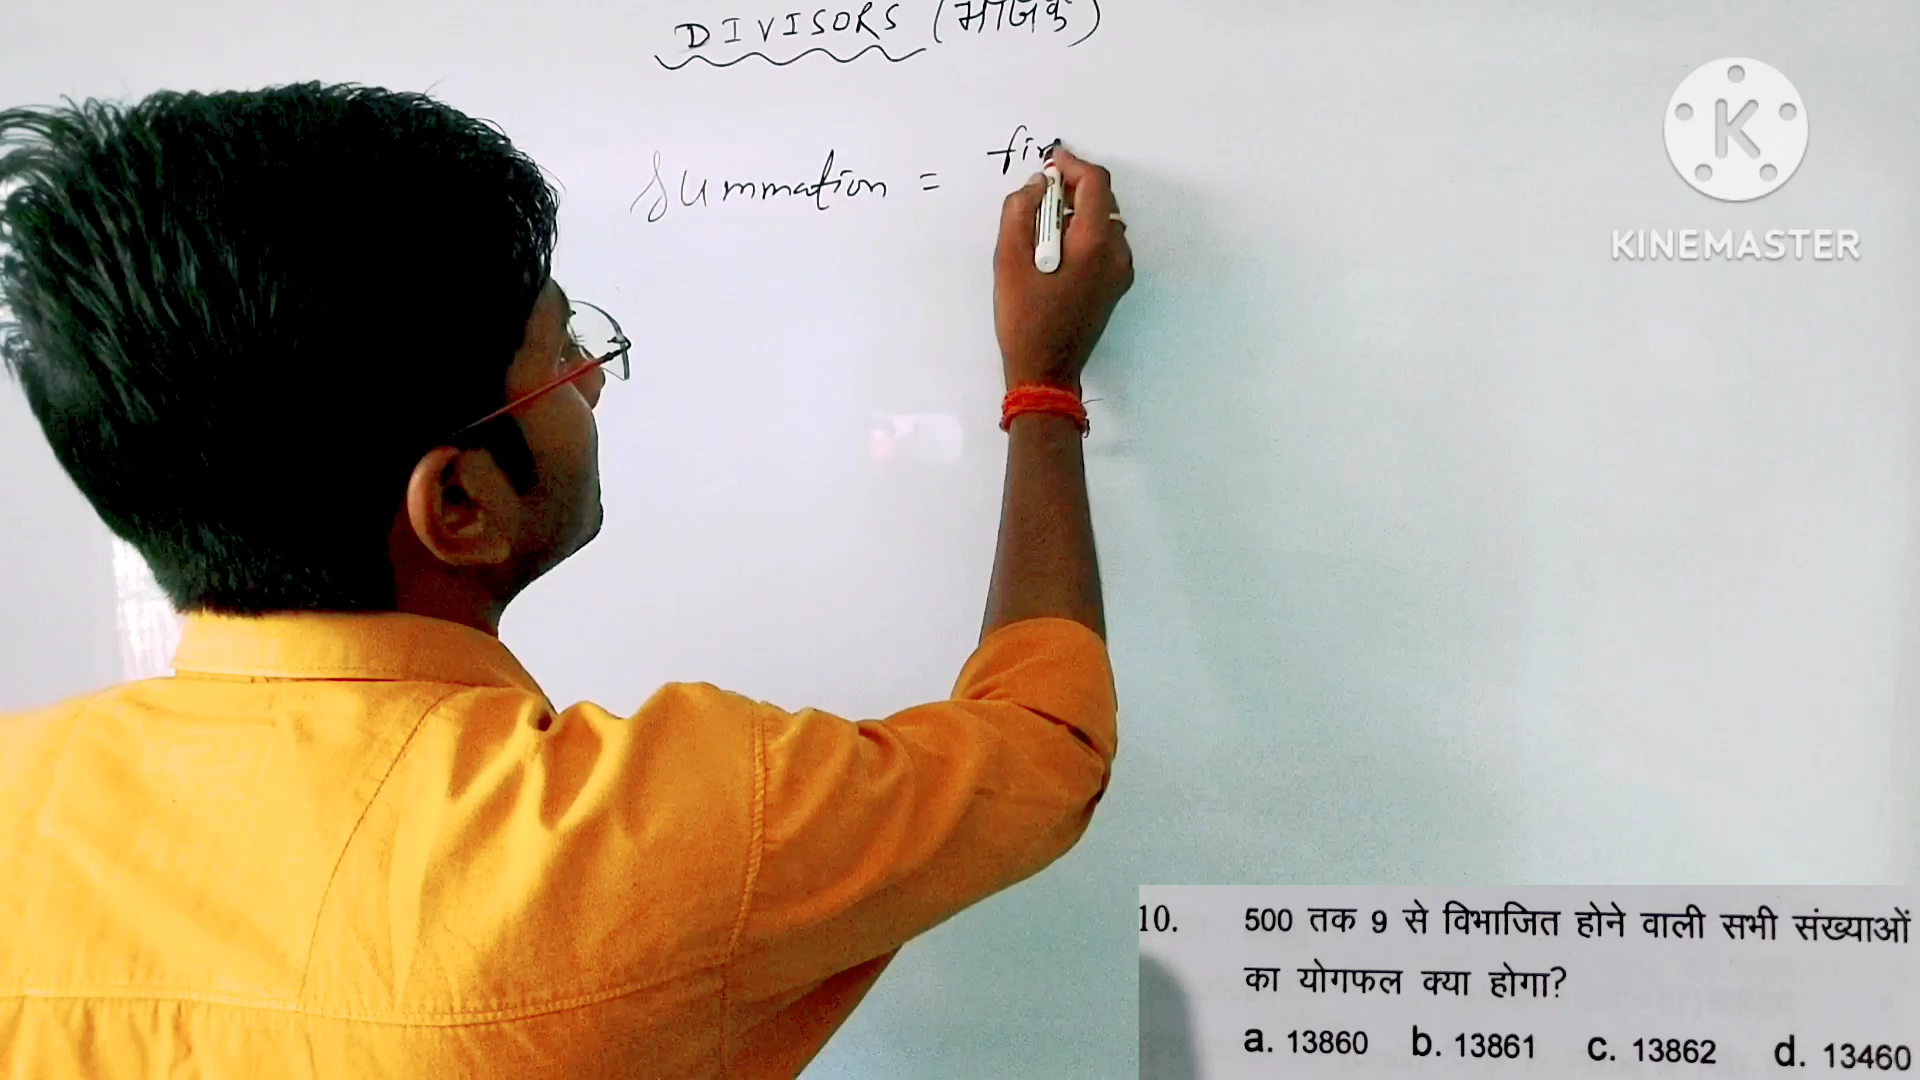 DIVISORS (भाजक)
Summation = fir
K
KINEMASTER
10. 500 तक 9 से विभाजित होने वाली सभी संख्याओं
का योगफल क्या होगा?
a. 13860 b. 13861 c. 13862 d. 13460